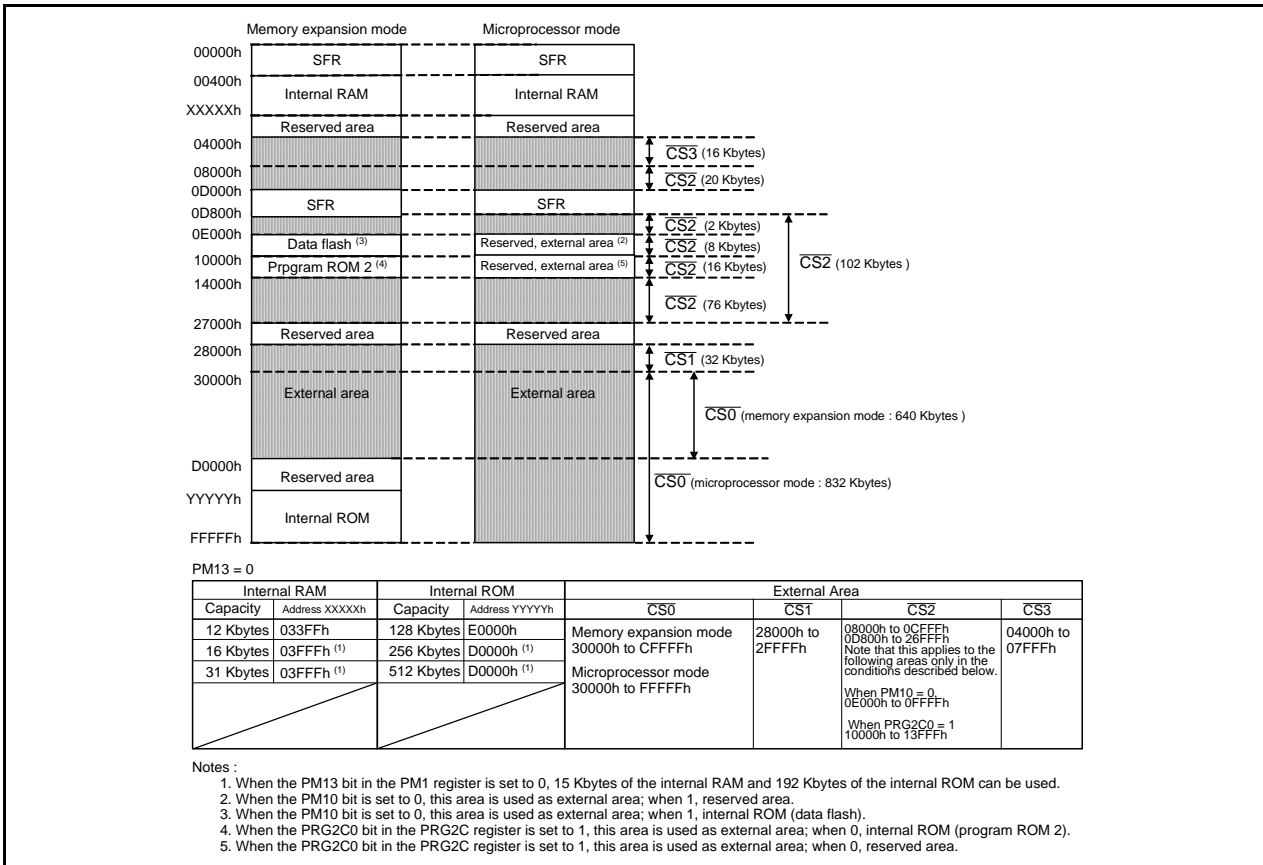 Memory expansion mode
Microprocessor mode
00000h
SFR
SFR
00400h
Internal RAM
Internal RAM
XXXXXh
Reserved area
Reserved area
04000h
CS3 (16 Kbytes)
08000h
CS2 (20 Kbytes)
0D000h
SFR
SFR
0D800h
CS2 (2 Kbytes)
0E000h
Data flash (3)
Reserved, external area (2)
CS2 (8 Kbytes)
10000h
Prpgram ROM 2 (4)
Reserved, external area (5)
CS2 (16 Kbytes)
CS2 (102 Kbytes )
14000h
CS2 (76 Kbytes)
27000h
Reserved area
Reserved area
28000h
CS1 (32 Kbytes)
30000h
External area
External area
CS0 (memory expansion mode : 640 Kbytes )
D0000h
Reserved area
CS0 (microprocessor mode : 832 Kbytes)
YYYYYh
Internal ROM
FFFFFh
PM13 = 0
Internal RAM Internal ROM External Area
Capacity Address XXXXXh Capacity Address YYYYYh CS0 CS1 CS2 CS3
12 Kbytes 033FFh 128 Kbytes E0000h
16 Kbytes 03FFFh (1) 256 Kbytes D0000h (1)
31 Kbytes 03FFFh (1) 512 Kbytes D0000h (1)
Memory expansion mode
30000h to CFFFFh
Microprocessor mode
30000h to FFFFFh
28000h to
2FFFFh
08000h to 0CFFFh
0D800h to 26FFFh
Note that this applies to the
following areas only in the
conditions described below.
When PM10 = 0,
0E000h to 0FFFFh
When PRG2C0 = 1
10000h to 13FFFh
04000h to
07FFFh
Notes :
1. When the PM13 bit in the PM1 register is set to 0, 15 Kbytes of the internal RAM and 192 Kbytes of the internal ROM can be used.
2. When the PM10 bit is set to 0, this area is used as external area; when 1, reserved area.
3. When the PM10 bit is set to 0, this area is used as external area; when 1, internal ROM (data flash).
4. When the PRG2C0 bit in the PRG2C register is set to 1, this area is used as external area; when 0, internal ROM (program ROM 2).
5. When the PRG2C0 bit in the PRG2C register is set to 1, this area is used as external area; when 0, reserved area.